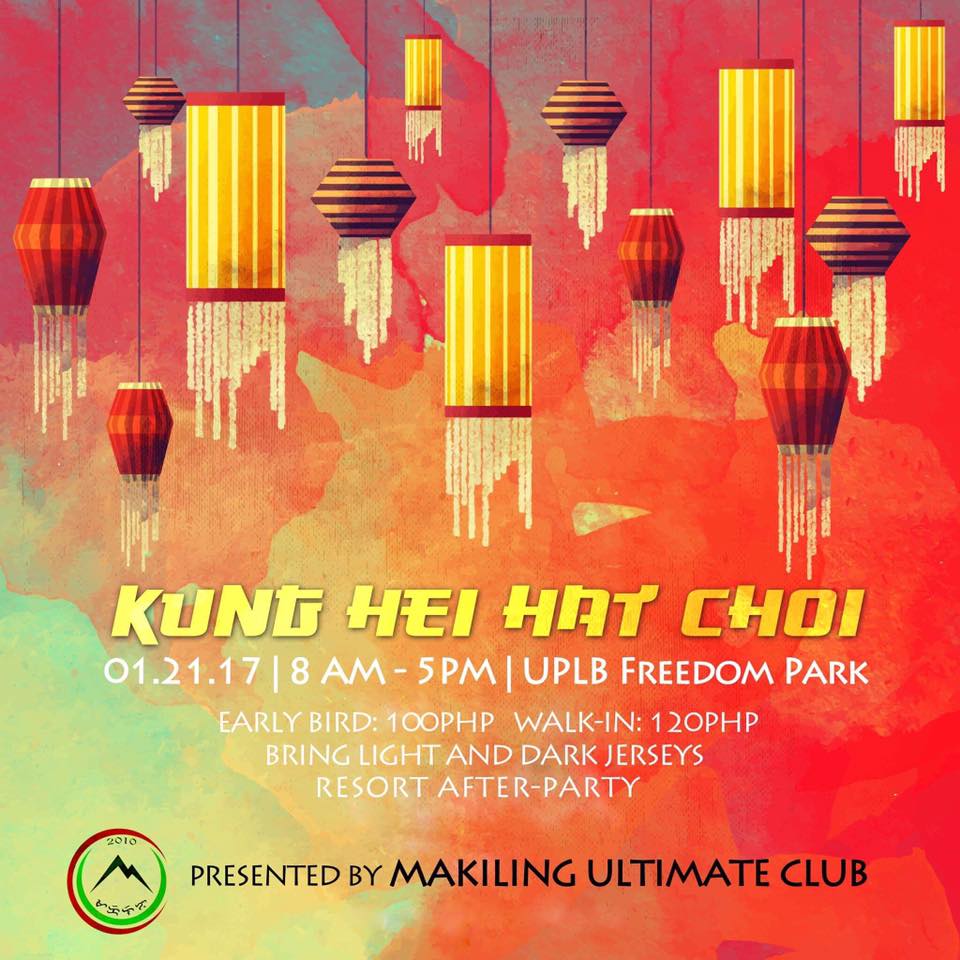 KUNG HEI HAT CHOI
01.21.17 | 8 AM - 5PM | UPLB FREEDOM PARK
EARLY BIRD: 100PHP WALK-IN: 120PHP
BRING LIGHT AND DARK JERSEYS
RESORT AFTER-PARTY
2010
PRESENTED BY MAKILING ULTIMATE CLUB